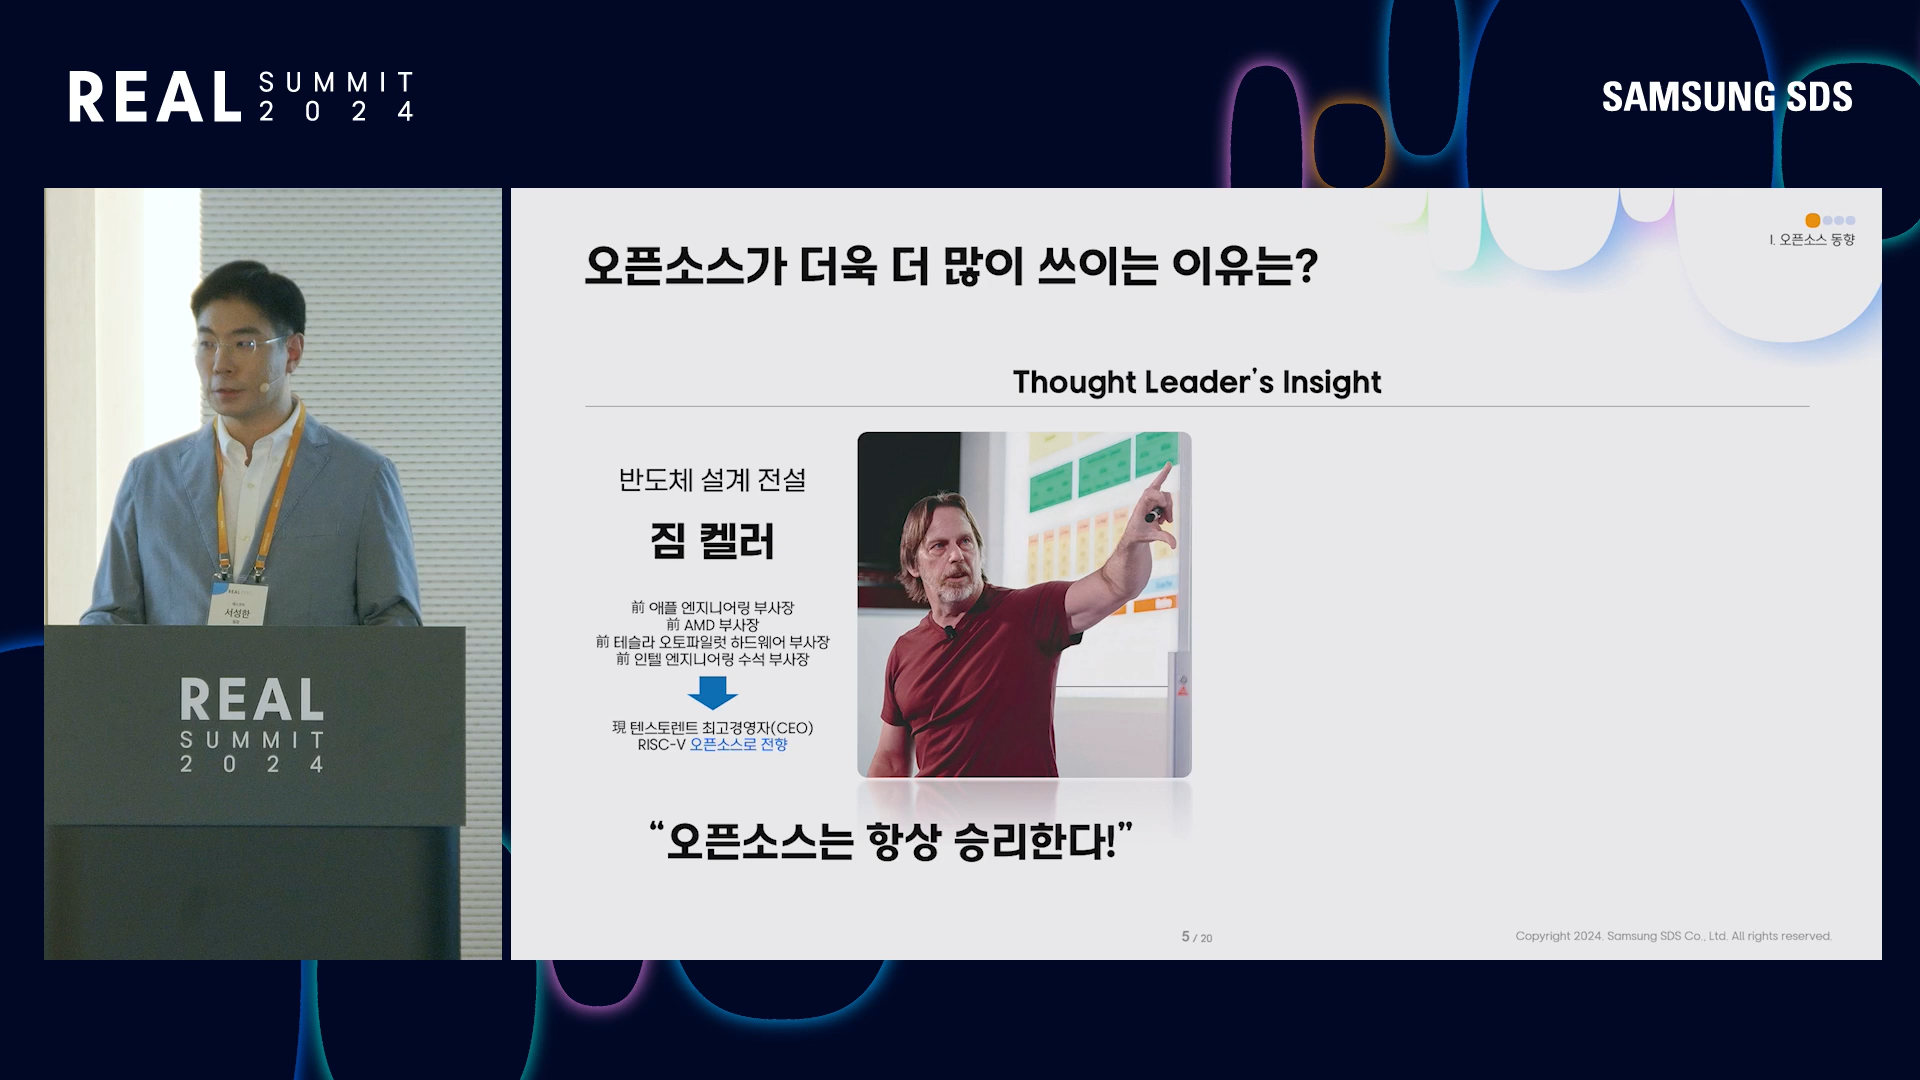 REAL SUMMIT 2024
SAMSUNG SDS
I. 오픈소스 동향
오픈소스가 더욱 더 많이 쓰이는 이유는?
Thought Leader's Insight
반도체 설계 전설
짐 켈러
前 애플 엔지니어링 부사장
前 AMD 부사장
前 테슬라 오토파일럿 하드웨어 부사장
前 인텔 엔지니어링 수석 부사장
現 텐스토렌트 최고경영자(CEO)
RISC-V 오픈소스로 전향
“오픈소스는 항상 승리한다!”
5 / 20
Copyright 2024. Samsung SDS Co., Ltd. All rights reserved.
서성한
REAL
SUMMIT
2024